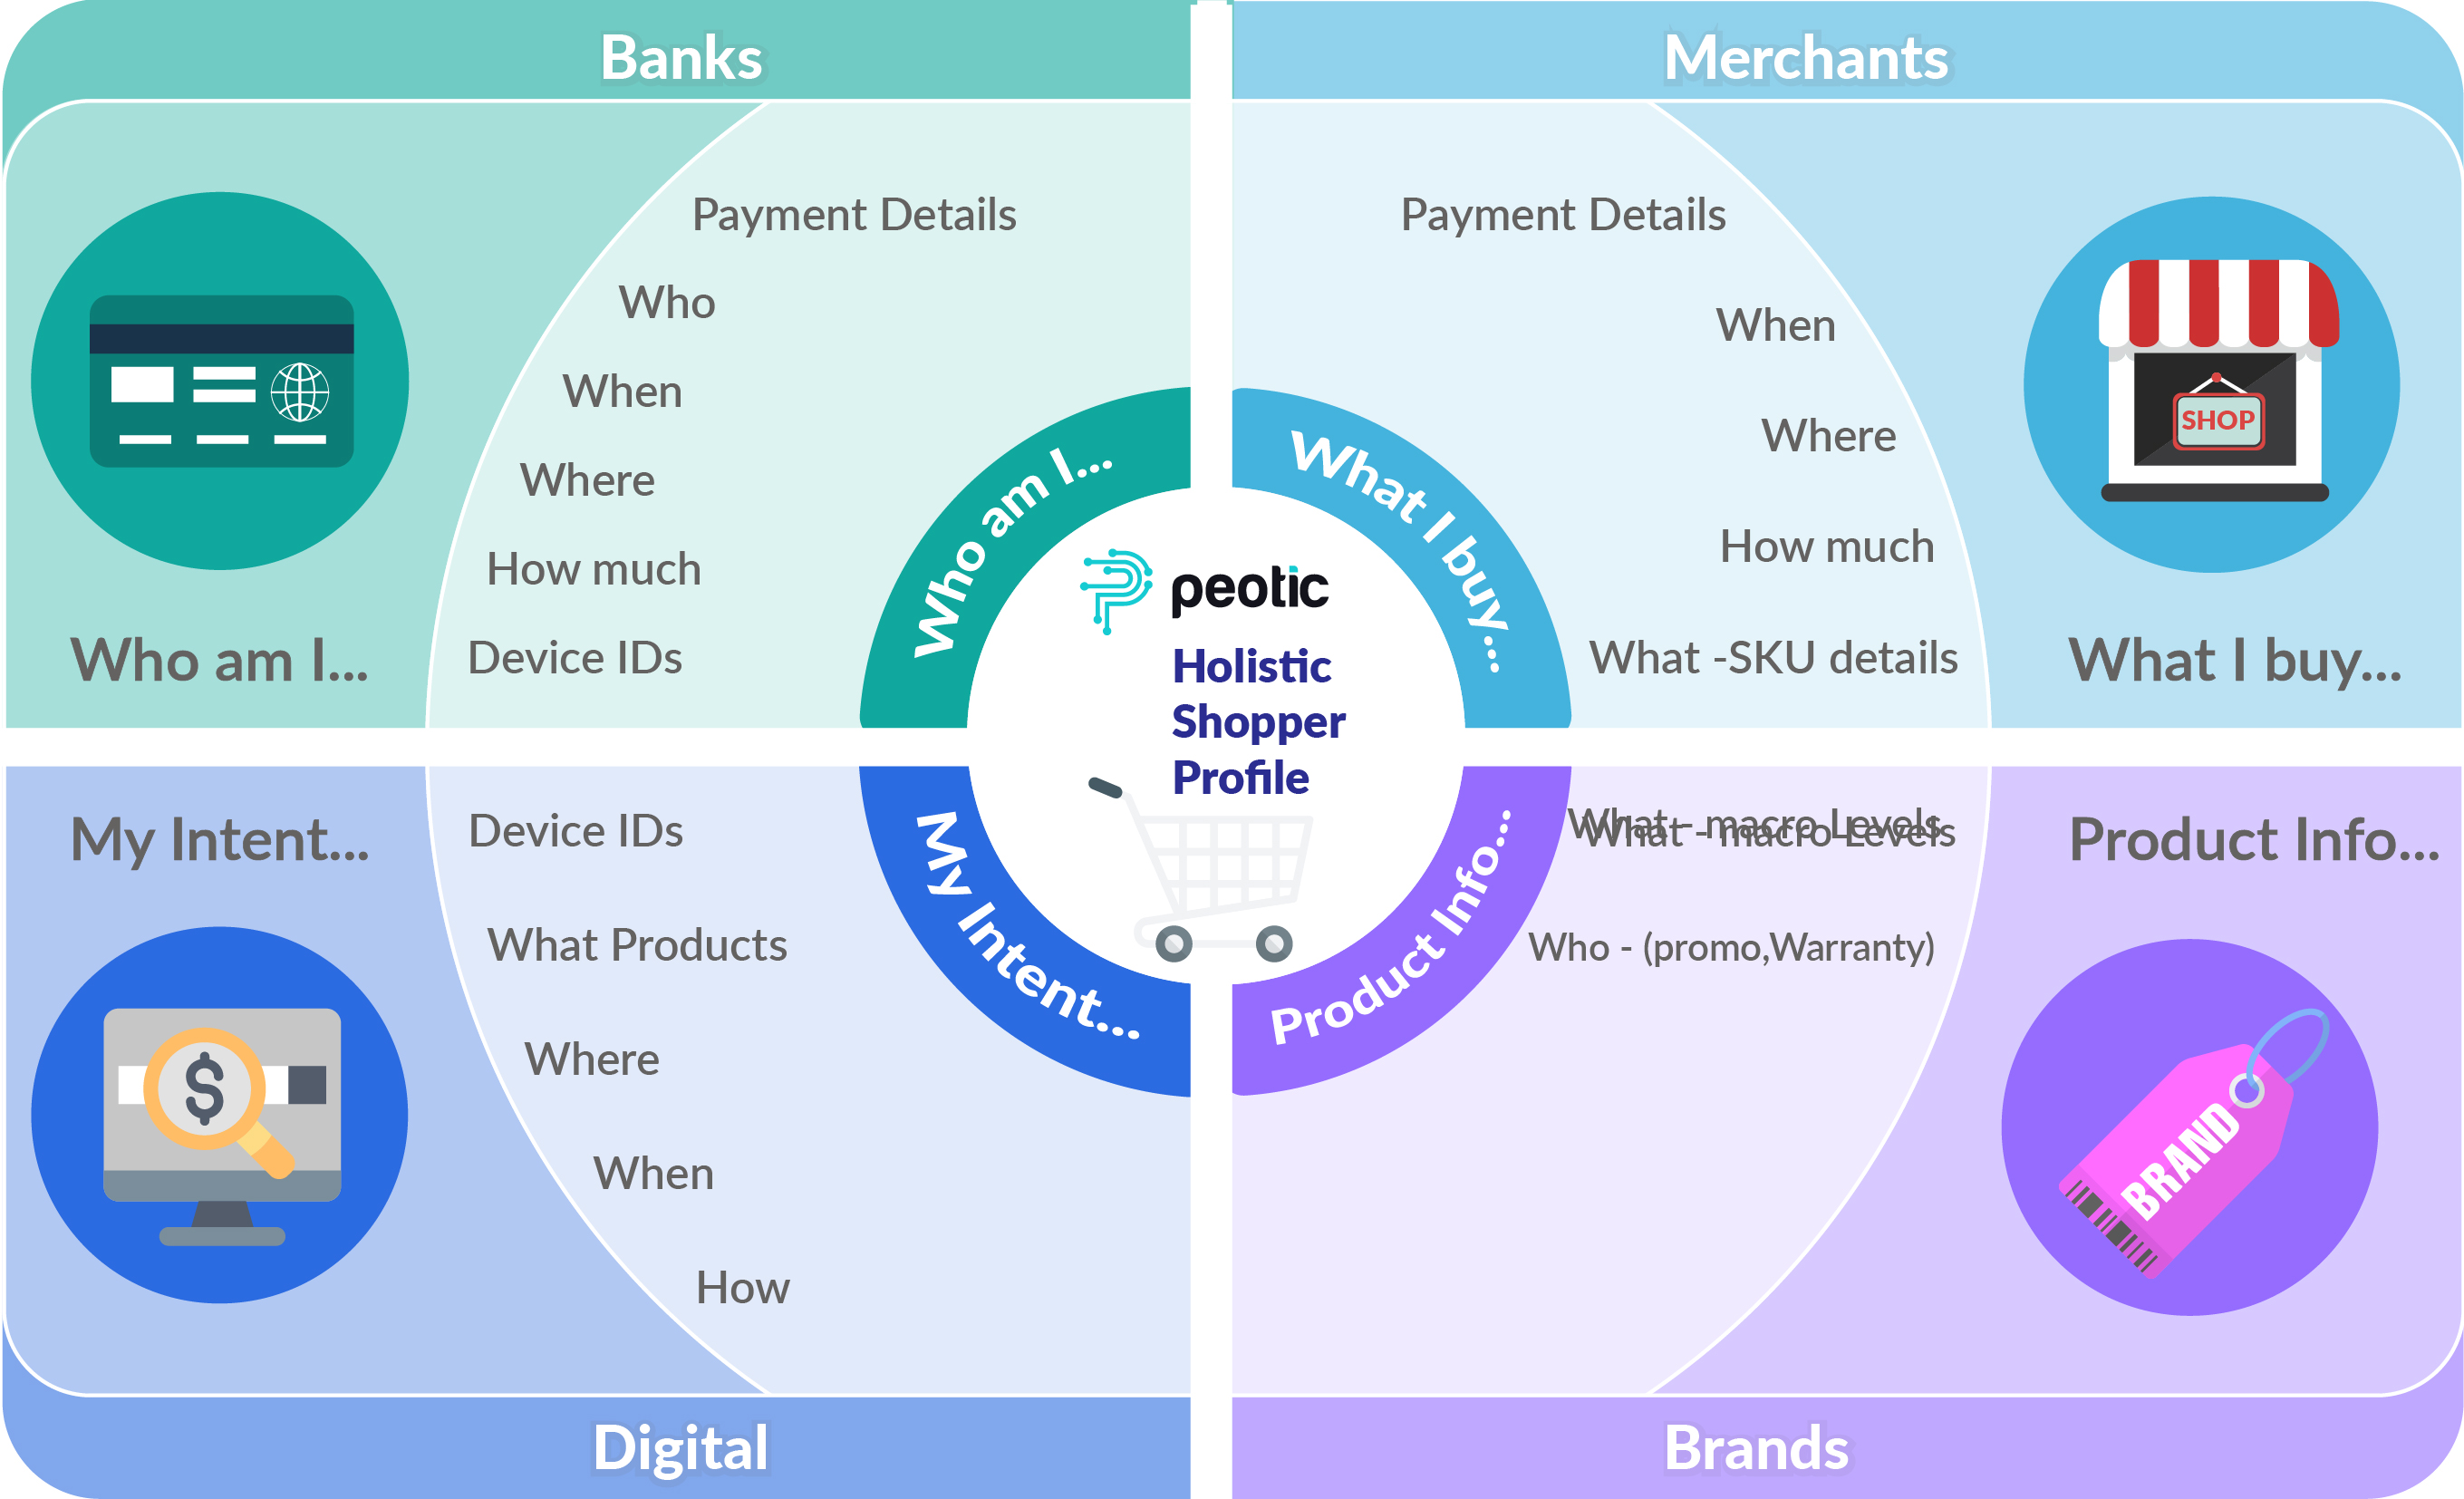 Banks
Payment Details
Who
When
Where
How much
Device IDs
Who am I...
Who am I...
Merchants
Payment Details
When
Where
How much
What -SKU details
What I buy...
What I buy...
peotic
Holistic
Shopper
Profile
SHOP
My Intent...
Device IDs
What Products
Where
When
How
My Intent...
$
Digital
What - macro Levels
What - macro Levels
Who - (promo,Warranty)
Product Info...
Product Info...
BRAND
Brands